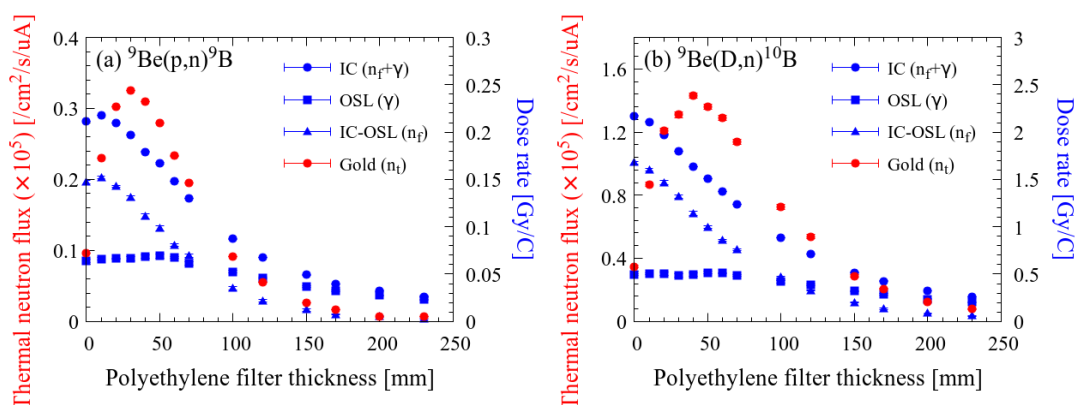 (a) ⁹Be(p,n)⁹B
IC (n_f+γ)
OSL (γ)
IC-OSL (n_f)
Gold (n_t)
Thermal neutron flux (×10⁵) [/cm²/s/uA]
0.4
0.3
0.2
0.1
0
Dose rate [Gy/C]
0.3
0.25
0.2
0.15
0.1
0.05
0
0 50 100 150 200 250
Polyethylene filter thickness [mm]
(b) ⁹Be(D,n)¹⁰B
IC (n_f+γ)
OSL (γ)
IC-OSL (n_f)
Gold (n_t)
Thermal neutron flux (×10⁵) [/cm²/s/uA]
1.6
1.2
0.8
0.4
0
Dose rate [Gy/C]
3
2.5
2
1.5
1
0.5
0
0 50 100 150 200 250
Polyethylene filter thickness [mm]